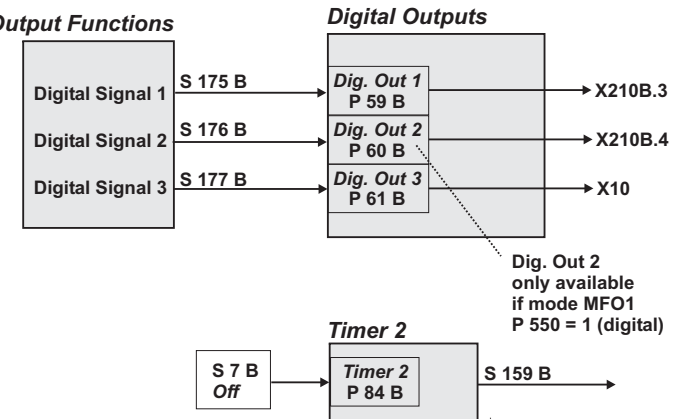 Output Functions
Digital Outputs
Digital Signal 1
S 175 B
Dig. Out 1
P 59 B
X210B.3
Digital Signal 2
S 176 B
Dig. Out 2
P 60 B
X210B.4
Digital Signal 3
S 177 B
Dig. Out 3
P 61 B
X10
Dig. Out 2
only available
if mode MFO1
P 550 = 1 (digital)
Timer 2
S 7 B
Off
Timer 2
P 84 B
S 159 B